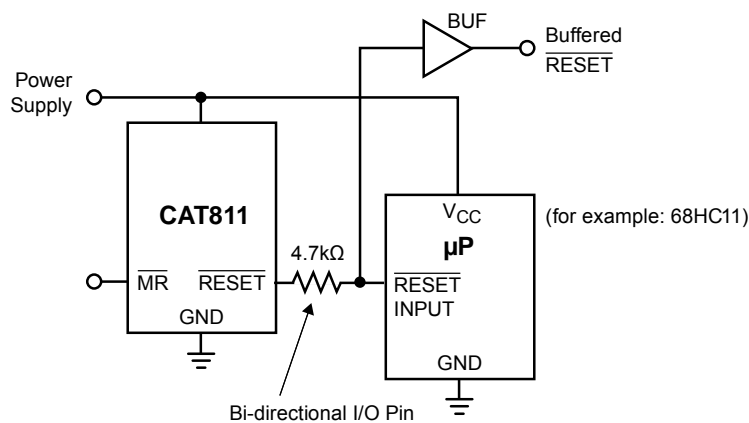 BUF
Buffered
RESET
Power
Supply
CAT811
VCC
(for example: 68HC11)
µP
4.7kΩ
MR
RESET
RESET
INPUT
GND
GND
Bi-directional I/O Pin